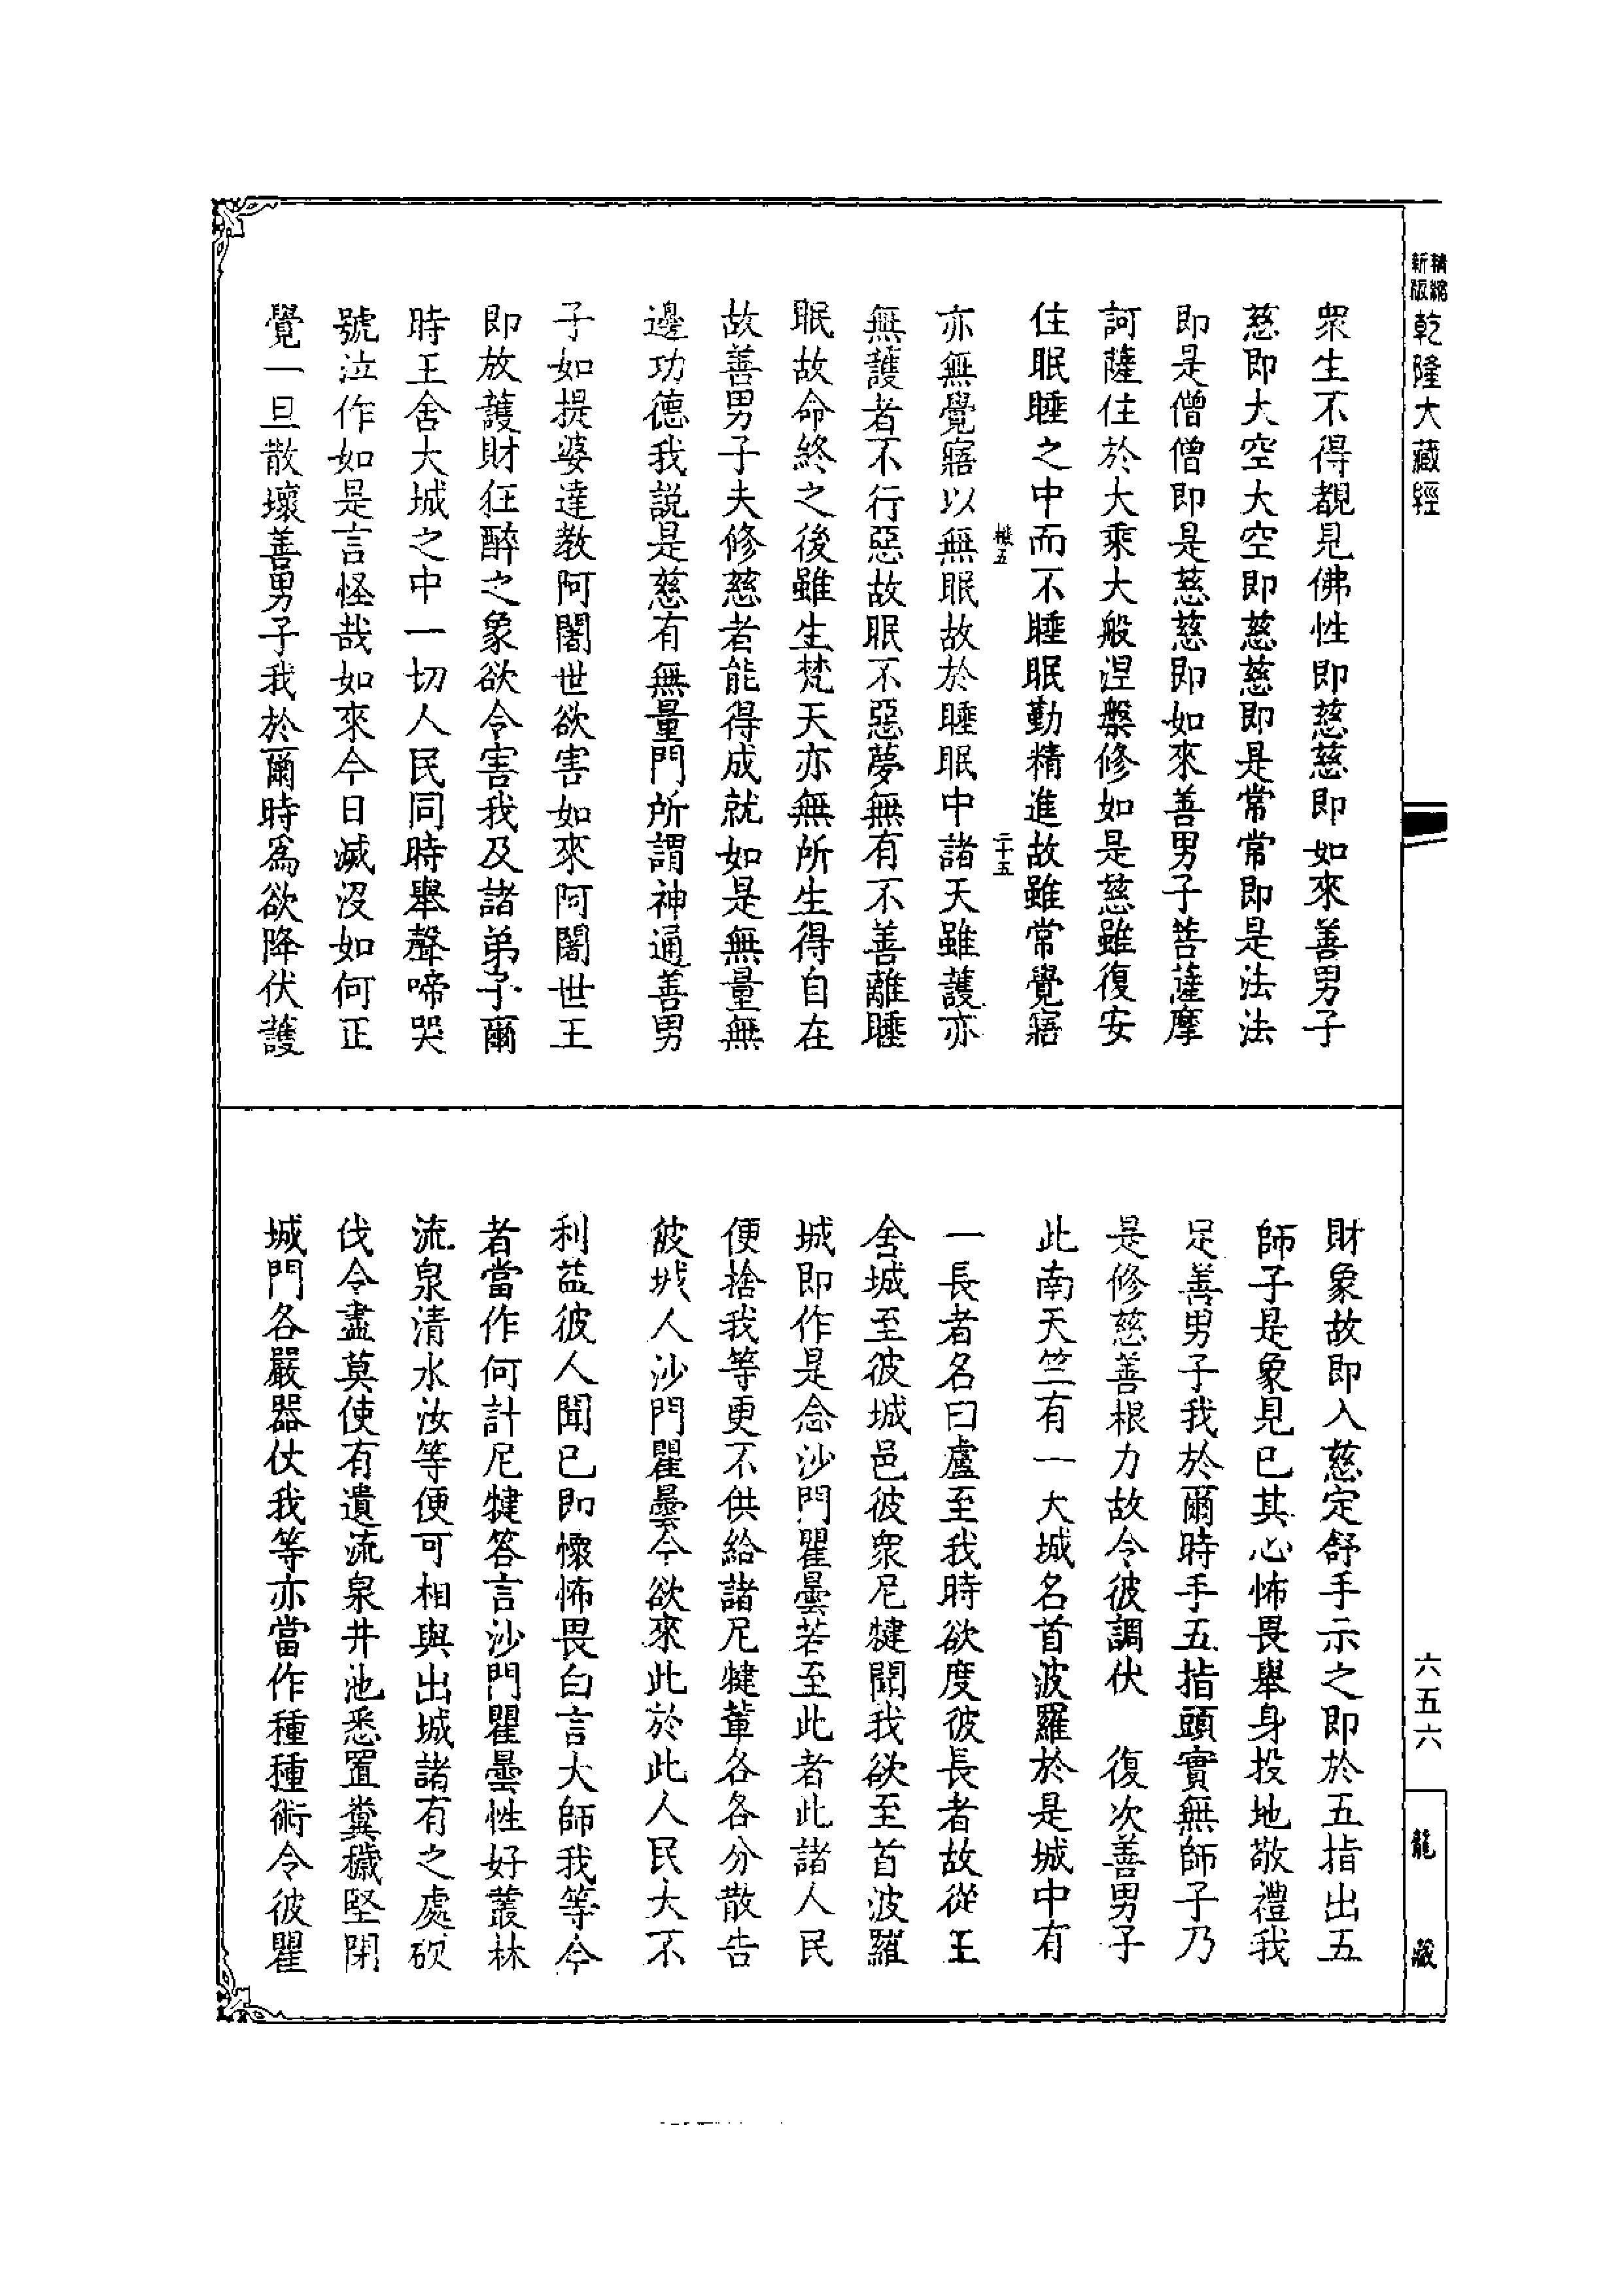 精縮新版乾隆大藏經
衆生不得覩見佛性即慈慈即如來善男子
慈即大空大空即慈慈即是常常即是法法
即是僧僧即是慈慈即如來善男子菩薩摩
訶薩住於大乘大般涅槃修如是慈雖復安
住眠睡之中而不睡眠勤精進故雖常覺寤
二十五
亦無覺寤以無眠故於睡眠中諸天雖護亦
無護者不行惡故眠不惡夢無有不善離睡
眠故命終之後雖生梵天亦無所生得自在
故善男子夫修慈者能得成就如是無量無
邊功德我説是慈有無量門所謂神通善男
子如提婆達教阿闍世欲害如來阿闍世王
即放護財狂醉之象欲令害我及諸弟子爾
時王舍大城之中一切人民同時舉聲啼哭
號泣作如是言怪哉如來今日滅沒如何正
覺一旦散壞善男子我於爾時爲欲降伏護
財象故即入慈定舒手示之即於五指出五
師子是象見已其心怖畏舉身投地敬禮我
足善男子我於爾時手五指頭實無師子乃
是修慈善根力故令彼調伏　復次善男子
此南天竺有一大城名首波羅於是城中有
一長者名曰盧至我時欲度彼長者故從王
舍城至彼城邑彼衆尼犍聞我欲至首波羅
城即作是念沙門瞿曇若至此者此諸人民
便捨我等更不供給諸尼犍輩各各分散告
彼城人沙門瞿曇今欲來此於此人民大不
利益彼人聞已即懷怖畏白言大師我等今
者當作何計尼犍答言沙門瞿曇性好叢林
流泉清水汝等便可相與出城諸有之處砍
伐令盡莫使有遺流泉井池悉置糞穢堅閉
城門各嚴器仗我等亦當作種種術令彼瞿
六五六
龍藏